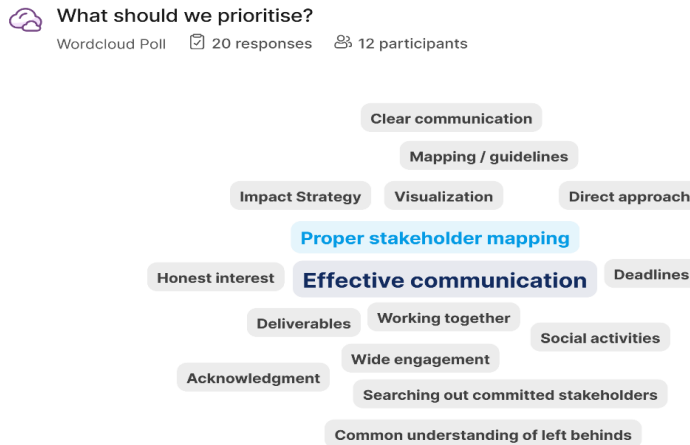 What should we prioritise?
Wordcloud Poll 20 responses 12 participants
Clear communication
Mapping / guidelines
Impact Strategy Visualization Direct approach
Proper stakeholder mapping
Honest interest Effective communication Deadlines
Deliverables Working together
Social activities
Wide engagement
Acknowledgment
Searching out committed stakeholders
Common understanding of left behinds